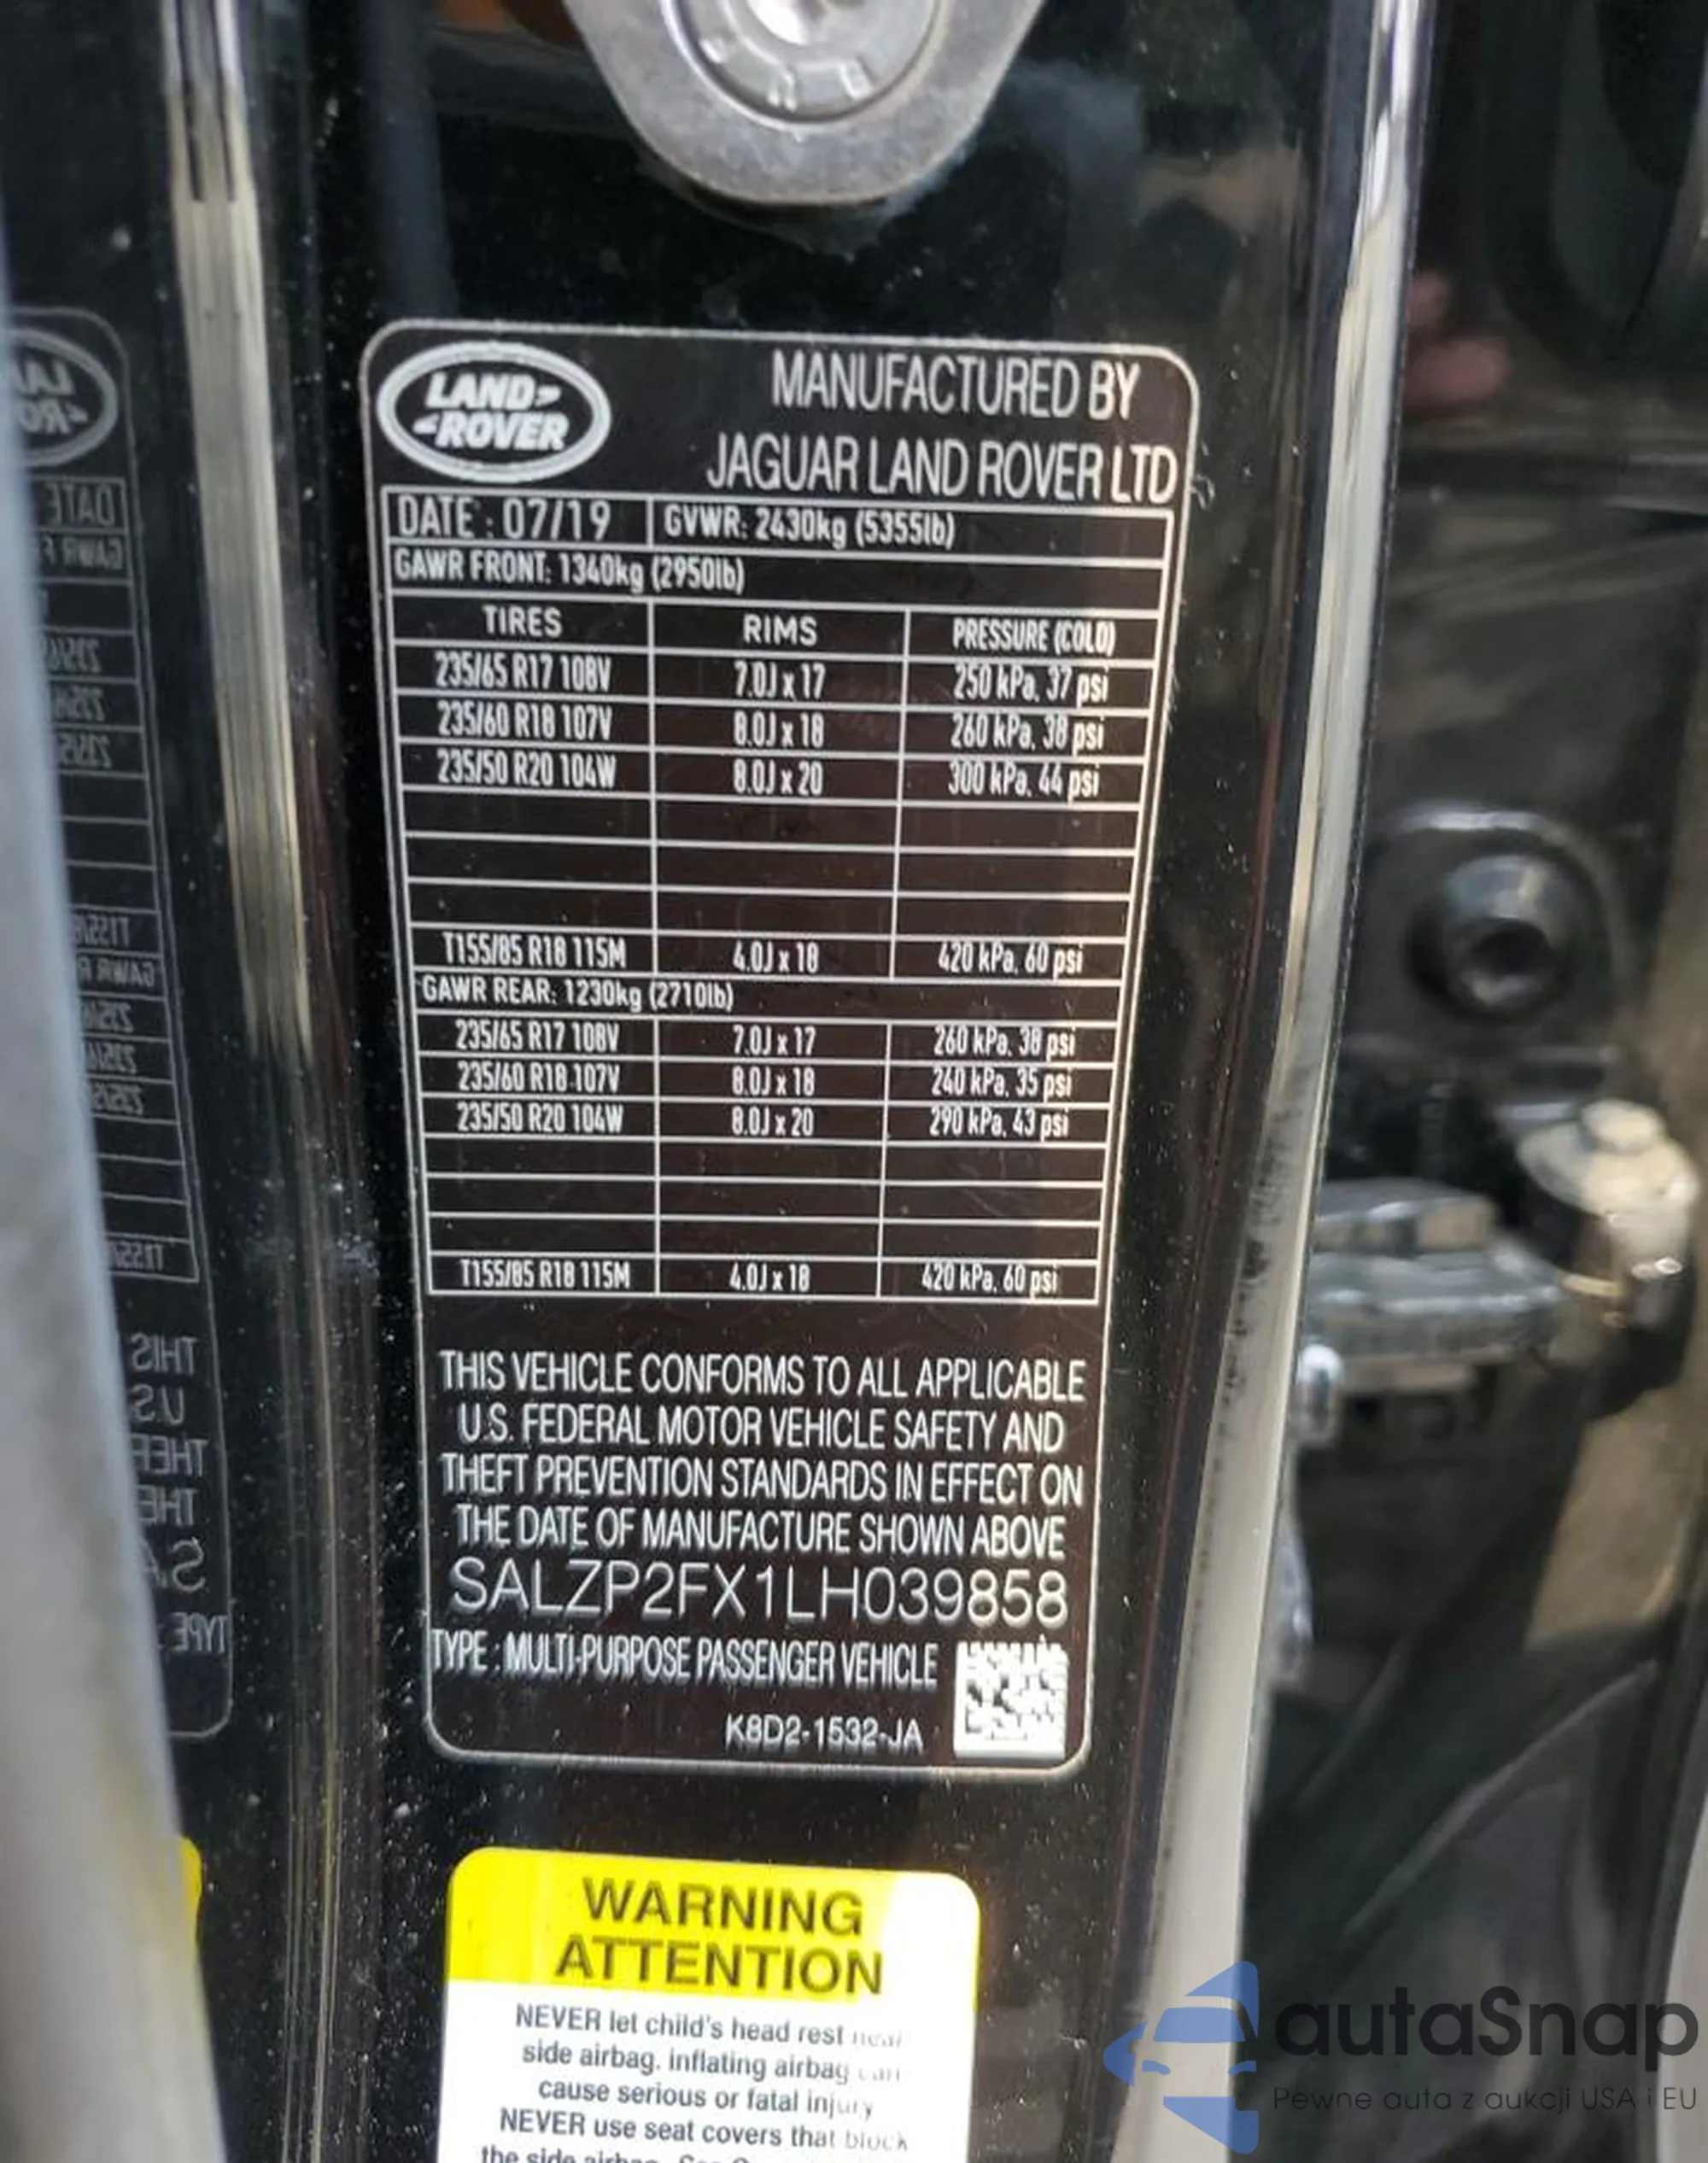 LAND
ROVER
MANUFACTURED BY
JAGUAR LAND ROVER LTD
DATE : 07/19 GVWR: 2430kg (5355lb)
GAWR FRONT: 1340kg (2950lb)
TIRES RIMS PRESSURE (COLD)
235/65 R17 108V 7.0J x 17 250 kPa, 37 psi
235/60 R18 107V 8.0J x 18 260 kPa, 38 psi
235/50 R20 104W 8.0J x 20 300 kPa, 44 psi
T155/85 R18 115M 4.0J x 18 420 kPa, 60 psi
GAWR REAR: 1230kg (2710lb)
235/65 R17 108V 7.0J x 17 260 kPa, 38 psi
235/60 R18 107V 8.0J x 18 240 kPa, 35 psi
235/50 R20 104W 8.0J x 20 290 kPa, 43 psi
T155/85 R18 115M 4.0J x 18 420 kPa, 60 psi
THIS VEHICLE CONFORMS TO ALL APPLICABLE
U.S. FEDERAL MOTOR VEHICLE SAFETY AND
THEFT PREVENTION STANDARDS IN EFFECT ON
THE DATE OF MANUFACTURE SHOWN ABOVE
SALZP2FX1LH039858
TYPE : MULTI-PURPOSE PASSENGER VEHICLE
K8D2-1532-JA
WARNING
ATTENTION
NEVER let child's head rest near
side airbag. inflating airbag can
cause serious or fatal injury
NEVER use seat covers that block
the side
autaSnap
Pewne auta z aukcji USA i EU